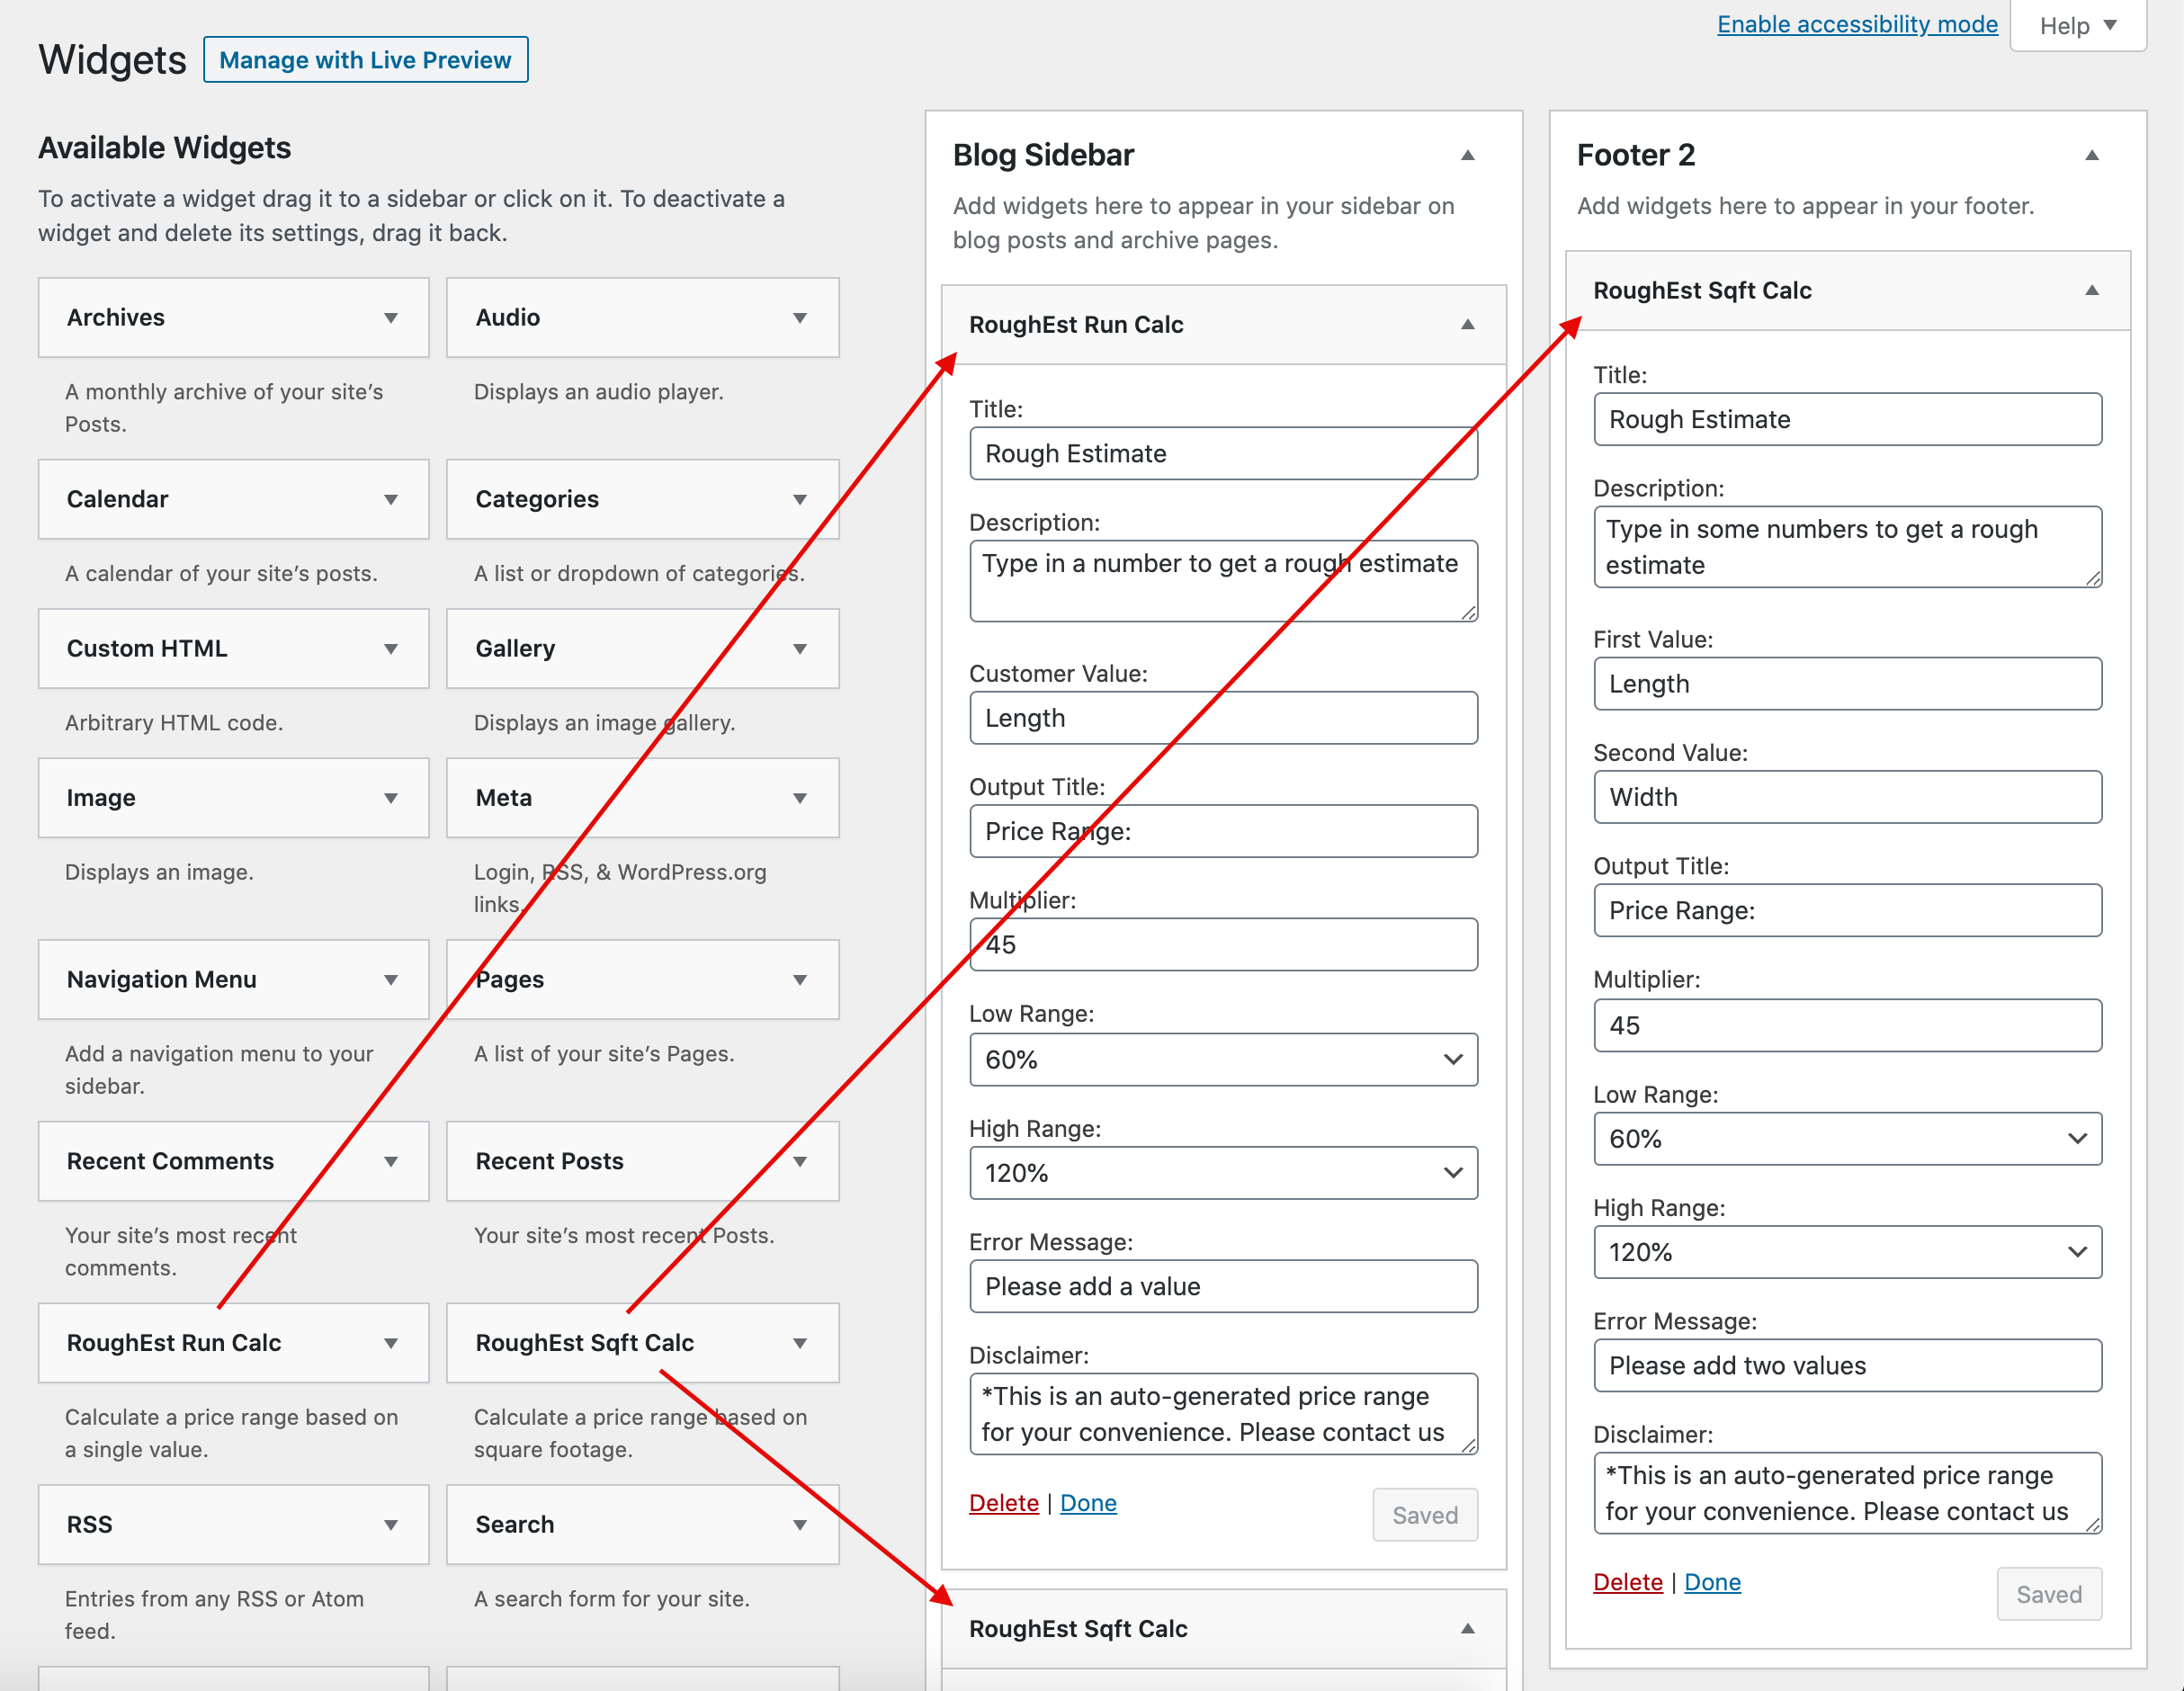 Enable accessibility mode
Help
Widgets
Manage with Live Preview
Available Widgets
To activate a widget drag it to a sidebar or click on it. To deactivate a
widget and delete its settings, drag it back.
Archives
Audio
A monthly archive of your site’s
Posts.
Displays an audio player.
Calendar
Categories
A calendar of your site’s posts.
A list or dropdown of categories.
Custom HTML
Gallery
Arbitrary HTML code.
Displays an image gallery.
Image
Meta
Displays an image.
Login, RSS, & WordPress.org
links.
Navigation Menu
Pages
Add a navigation menu to your
sidebar.
A list of your site’s Pages.
Recent Comments
Recent Posts
Your site’s most recent
comments.
Your site’s most recent Posts.
RoughEst Run Calc
RoughEst Sqft Calc
Calculate a price range based on
a single value.
Calculate a price range based on
square footage.
RSS
Search
Entries from any RSS or Atom
feed.
A search form for your site.
Blog Sidebar
Add widgets here to appear in your sidebar on
blog posts and archive pages.
RoughEst Run Calc
Title:
Rough Estimate
Description:
Type in a number to get a rough estimate
Customer Value:
Length
Output Title:
Price Range:
Multiplier:
45
Low Range:
60%
High Range:
120%
Error Message:
Please add a value
Disclaimer:
*This is an auto-generated price range
for your convenience. Please contact us
Delete | Done
Saved
RoughEst Sqft Calc
Footer 2
Add widgets here to appear in your footer.
RoughEst Sqft Calc
Title:
Rough Estimate
Description:
Type in some numbers to get a rough
estimate
First Value:
Length
Second Value:
Width
Output Title:
Price Range:
Multiplier:
45
Low Range:
60%
High Range:
120%
Error Message:
Please add two values
Disclaimer:
*This is an auto-generated price range
for your convenience. Please contact us
Delete | Done
Saved